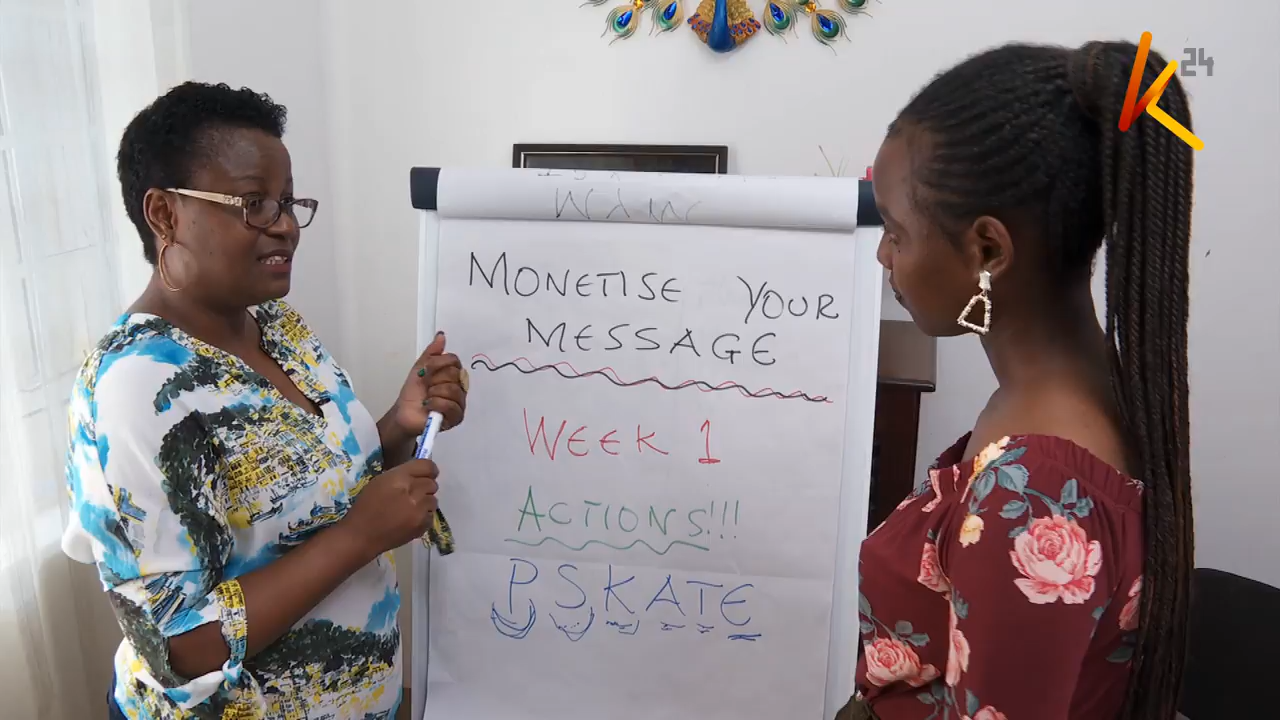 24
MONETISE YOUR
MESSAGE
WEEK 1
ACTIONS!!!
PSKATE